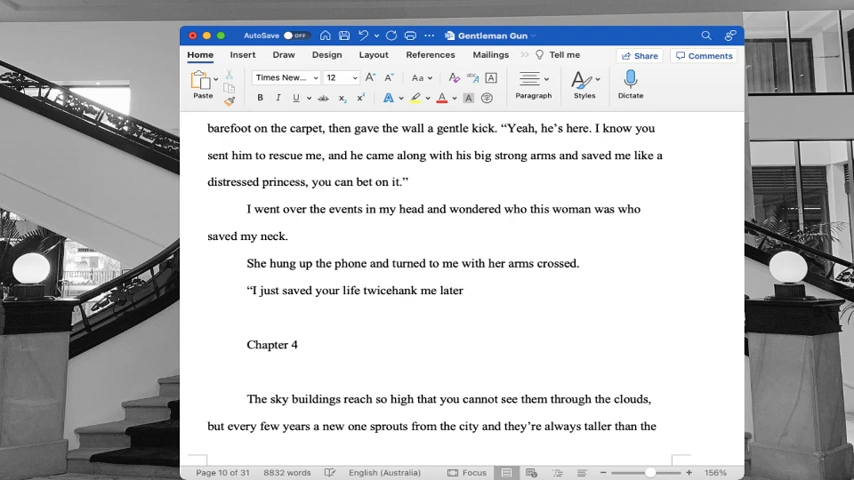 AutoSave OFF Gentleman Gun
Home Insert Draw Design Layout References Mailings >> Tell me Share Comments
Paste Times New... 12 A A Aa A A
B I U ab x₂ x² A A A Paragraph Styles Dictate
barefoot on the carpet, then gave the wall a gentle kick. “Yeah, he’s here. I know you
sent him to rescue me, and he came along with his big strong arms and saved me like a
distressed princess, you can bet on it.”
I went over the events in my head and wondered who this woman was who
saved my neck.
She hung up the phone and turned to me with her arms crossed.
“I just saved your life twicehank me later
Chapter 4
The sky buildings reach so high that you cannot see them through the clouds,
but every few years a new one sprouts from the city and they’re always taller than the
Page 10 of 31 8832 words English (Australia) Focus 156%